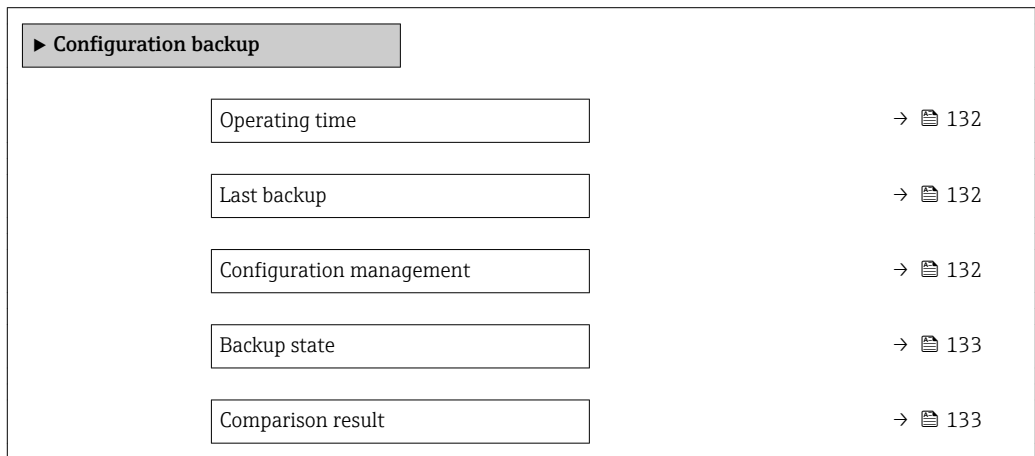 ▶ Configuration backup
Operating time → 🖹 132
Last backup → 🖹 132
Configuration management → 🖹 132
Backup state → 🖹 133
Comparison result → 🖹 133